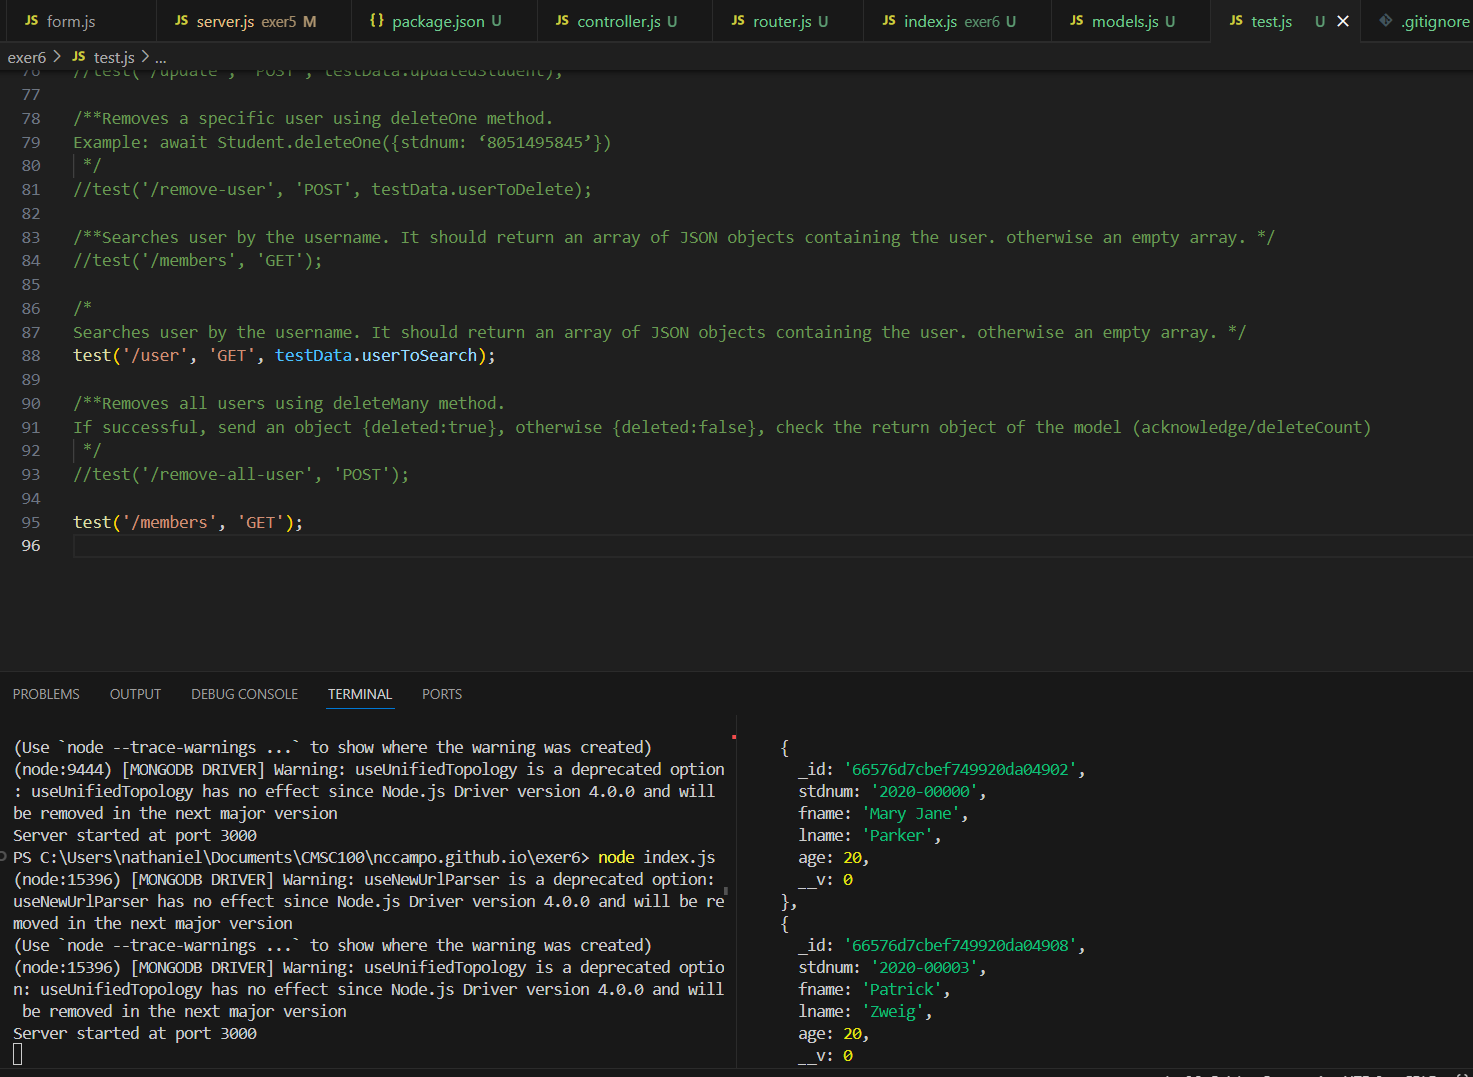 JS form.js JS server.js exer5 M {} package.json U JS controller.js U JS router.js U JS index.js exer6 U JS models.js U JS test.js U .gitignore
exer6 > JS test.js > ...
76 //test('/update', 'POST', testData.updatedStudent);
77
78 /**Removes a specific user using deleteOne method.
79 Example: await Student.deleteOne({stdnum: ‘8051495845’})
80 */
81 //test('/remove-user', 'POST', testData.userToDelete);
82
83 /**Searches user by the username. It should return an array of JSON objects containing the user. otherwise an empty array. */
84 //test('/members', 'GET');
85
86 /*
87 Searches user by the username. It should return an array of JSON objects containing the user. otherwise an empty array. */
88 test('/user', 'GET', testData.userToSearch);
89
90 /**Removes all users using deleteMany method.
91 If successful, send an object {deleted:true}, otherwise {deleted:false}, check the return object of the model (acknowledge/deleteCount)
92 */
93 //test('/remove-all-user', 'POST');
94
95 test('/members', 'GET');
96
PROBLEMS OUTPUT DEBUG CONSOLE TERMINAL PORTS
(Use `node --trace-warnings ...` to show where the warning was created)
(node:9444) [MONGODB DRIVER] Warning: useUnifiedTopology is a deprecated option
: useUnifiedTopology has no effect since Node.js Driver version 4.0.0 and will
be removed in the next major version
Server started at port 3000
PS C:\Users\nathaniel\Documents\CMSC100\nccampo.github.io\exer6> node index.js
(node:15396) [MONGODB DRIVER] Warning: useNewUrlParser is a deprecated option:
useNewUrlParser has no effect since Node.js Driver version 4.0.0 and will be re
moved in the next major version
(Use `node --trace-warnings ...` to show where the warning was created)
(node:15396) [MONGODB DRIVER] Warning: useUnifiedTopology is a deprecated optio
n: useUnifiedTopology has no effect since Node.js Driver version 4.0.0 and will
be removed in the next major version
Server started at port 3000
{
_id: '66576d7cbef749920da04902',
stdnum: '2020-00000',
fname: 'Mary Jane',
lname: 'Parker',
age: 20,
__v: 0
},
{
_id: '66576d7cbef749920da04908',
stdnum: '2020-00003',
fname: 'Patrick',
lname: 'Zweig',
age: 20,
__v: 0